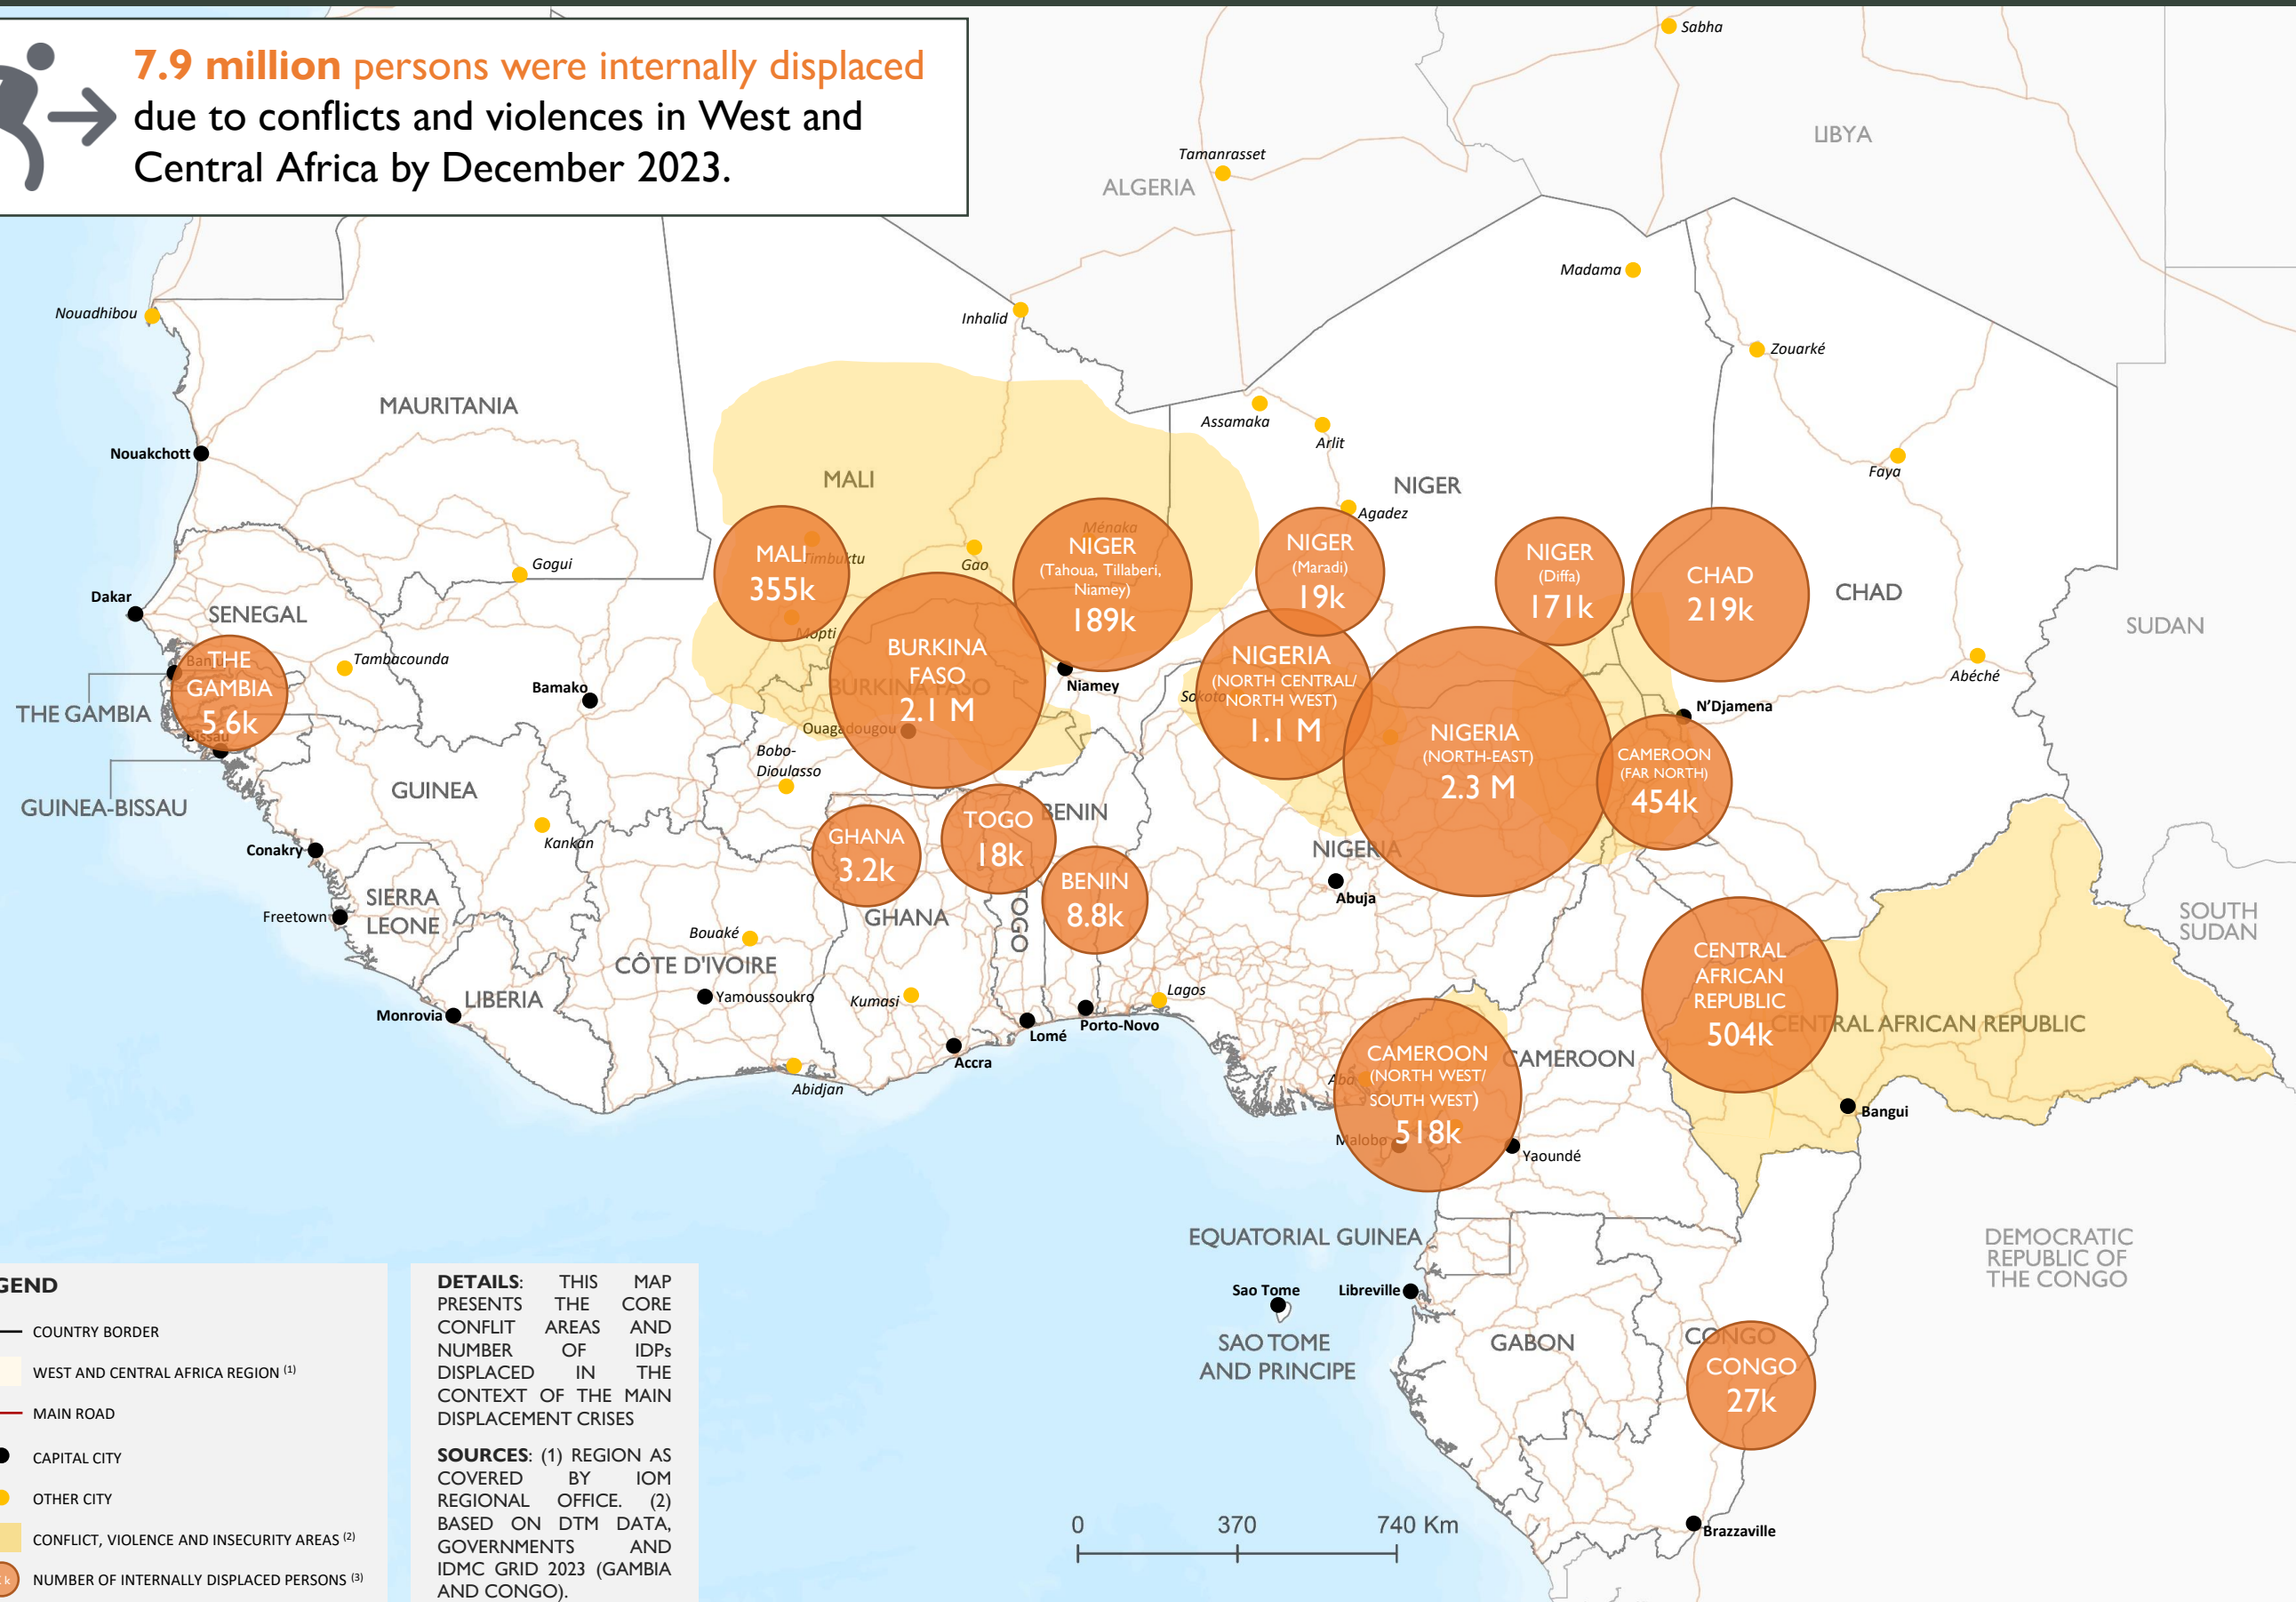 7.9 million persons were internally displaced
due to conflicts and violences in West and
Central Africa by December 2023.
Sabha
LIBYA
Tamanrasset
ALGERIA
Madama
Nouadhibou
Inhalid
Zouarké
MAURITANIA
Assamaka
Arlit
Nouakchott
Faya
MALI
NIGER
Agadez
Ménaka
MALI
355k
Timbuktu
Gao
NIGER
(Tahoua, Tillaberi,
Niamey)
189k
NIGER
(Maradi)
19k
NIGER
(Diffa)
171k
CHAD
219k
CHAD
Gogui
Dakar
SENEGAL
SUDAN
Mopti
Tambacounda
THE
GAMBIA
5.6k
Bissau
THE GAMBIA
GUINEA-BISSAU
Bamako
BURKINA
FASO
2.1 M
BURKINA FASO
Ouagadougou
Niamey
NIGERIA
(NORTH CENTRAL/
NORTH WEST)
1.1 M
NIGERIA
(NORTH-EAST)
2.3 M
Abéché
N'Djamena
CAMEROON
(FAR NORTH)
454k
Bobo-
Dioulasso
GUINEA
Kankan
Conakry
GHANA
3.2k
TOGO
18k
BENIN
BENIN
8.8k
NIGERIA
Abuja
SIERRA
LEONE
Freetown
GHANA
TOGO
SOUTH
SUDAN
Bouaké
CÔTE D'IVOIRE
Yamoussoukro
Kumasi
LIBERIA
Monrovia
Lagos
Porto-Novo
Lomé
Accra
Abidjan
CENTRAL
AFRICAN
REPUBLIC
504k
CENTRAL AFRICAN REPUBLIC
Bangui
CAMEROON
(NORTH WEST/
SOUTH WEST)
518k
CAMEROON
Aba
Malobo
Yaoundé
EQUATORIAL GUINEA
Sao Tome
Libreville
SAO TOME
AND PRINCIPE
GABON
CONGO
CONGO
27k
Brazzaville
DEMOCRATIC
REPUBLIC OF
THE CONGO
GEND
COUNTRY BORDER
WEST AND CENTRAL AFRICA REGION (1)
MAIN ROAD
CAPITAL CITY
OTHER CITY
CONFLICT, VIOLENCE AND INSECURITY AREAS (2)
k
NUMBER OF INTERNALLY DISPLACED PERSONS (3)
DETAILS: THIS MAP
PRESENTS THE CORE
CONFLIT AREAS AND
NUMBER OF IDPs
DISPLACED IN THE
CONTEXT OF THE MAIN
DISPLACEMENT CRISES
SOURCES: (1) REGION AS
COVERED BY IOM
REGIONAL OFFICE. (2)
BASED ON DTM DATA,
GOVERNMENTS AND
IDMC GRID 2023 (GAMBIA
AND CONGO).
0 370 740 Km